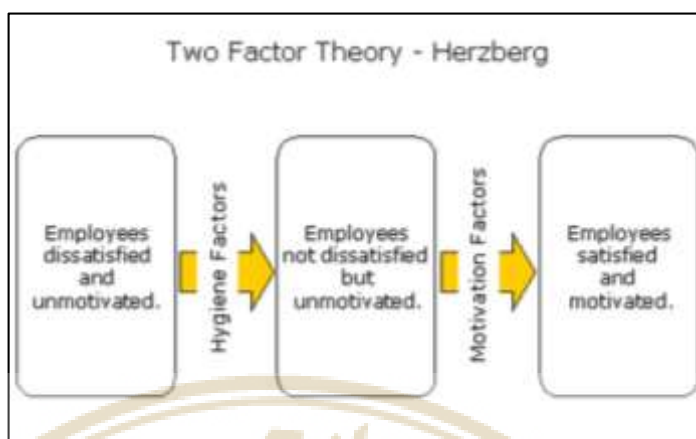 Two Factor Theory - Herzberg
Employees
dissatisfied
and
unmotivated.
Hygiene Factors
Employees
not dissatisfied
but
unmotivated.
Motivation Factors
Employees
satisfied
and
motivated.